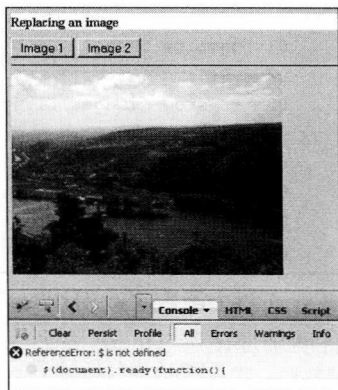 Replacing an image
Image 1 Image 2
Console HTML CSS Script
Clear Persist Profile All Errors Warnings Info
ReferenceError: $ is not defined
$(document).ready(function(){